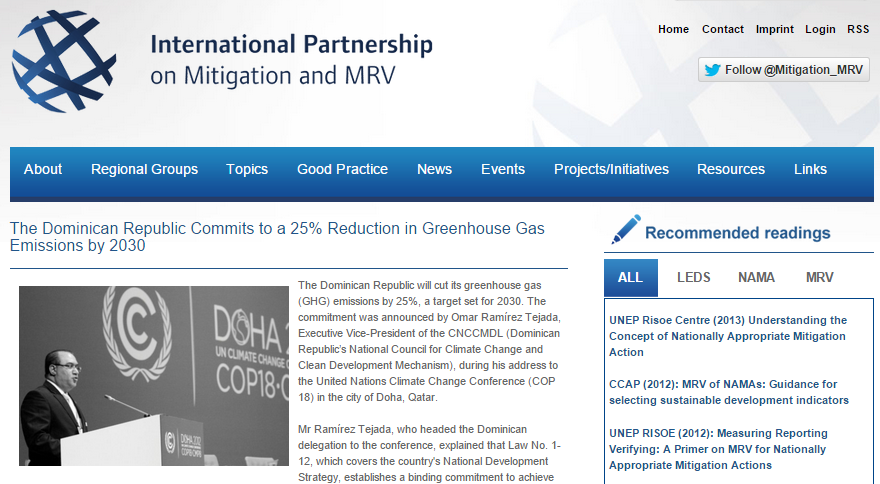 International Partnership
on Mitigation and MRV
Home Contact Imprint Login RSS
Follow @Mitigation_MRV
About Regional Groups Topics Good Practice News Events Projects/Initiatives Resources Links
The Dominican Republic Commits to a 25% Reduction in Greenhouse Gas
Emissions by 2030
DOHA 2
UN CLIMATE CHANGE CON
COP18·C
DOHA 2012
The Dominican Republic will cut its greenhouse gas
(GHG) emissions by 25%, a target set for 2030. The
commitment was announced by Omar Ramírez Tejada,
Executive Vice-President of the CNCCMDL (Dominican
Republic's National Council for Climate Change and
Clean Development Mechanism), during his address to
the United Nations Climate Change Conference (COP
18) in the city of Doha, Qatar.
Mr Ramírez Tejada, who headed the Dominican
delegation to the conference, explained that Law No. 1-
12, which covers the country's National Development
Strategy, establishes a binding commitment to achieve
Recommended readings
ALL LEDS NAMA MRV
UNEP Risoe Centre (2013) Understanding the
Concept of Nationally Appropriate Mitigation
Action
CCAP (2012): MRV of NAMAs: Guidance for
selecting sustainable development indicators
UNEP RISOE (2012): Measuring Reporting
Verifying: A Primer on MRV for Nationally
Appropriate Mitigation Actions